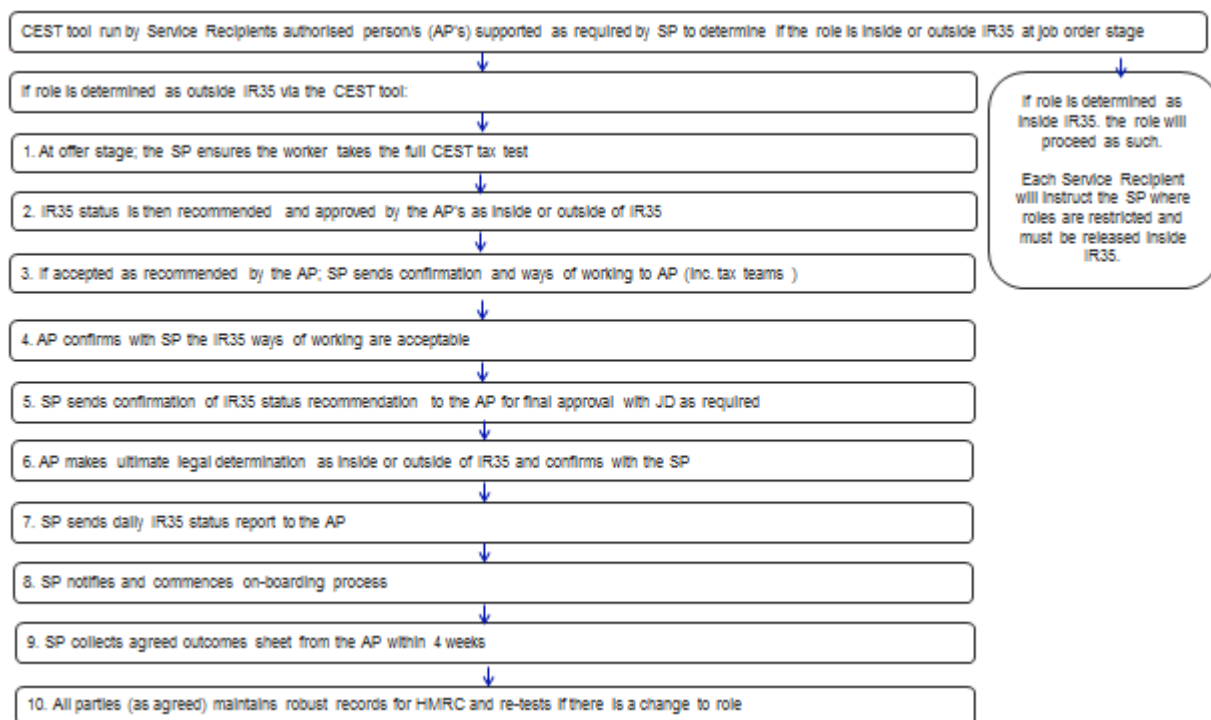 CEST tool run by Service Recipients authorised person/s (AP's) supported as required by SP to determine if the role is inside or outside IR35 at job order stage
If role is determined as outside IR35 via the CEST tool:
1. At offer stage; the SP ensures the worker takes the full CEST tax test
2. IR35 status is then recommended and approved by the AP's as inside or outside of IR35
3. If accepted as recommended by the AP; SP sends confirmation and ways of working to AP (inc. tax teams )
4. AP confirms with SP the IR35 ways of working are acceptable
5. SP sends confirmation of IR35 status recommendation to the AP for final approval with JD as required
6. AP makes ultimate legal determination as inside or outside of IR35 and confirms with the SP
7. SP sends daily IR35 status report to the AP
8. SP notifies and commences on-boarding process
9. SP collects agreed outcomes sheet from the AP within 4 weeks
10. All parties (as agreed) maintains robust records for HMRC and re-tests if there is a change to role
If role is determined as
inside IR35. the role will
proceed as such.
Each Service Recipient
will instruct the SP where
roles are restricted and
must be released inside
IR35.